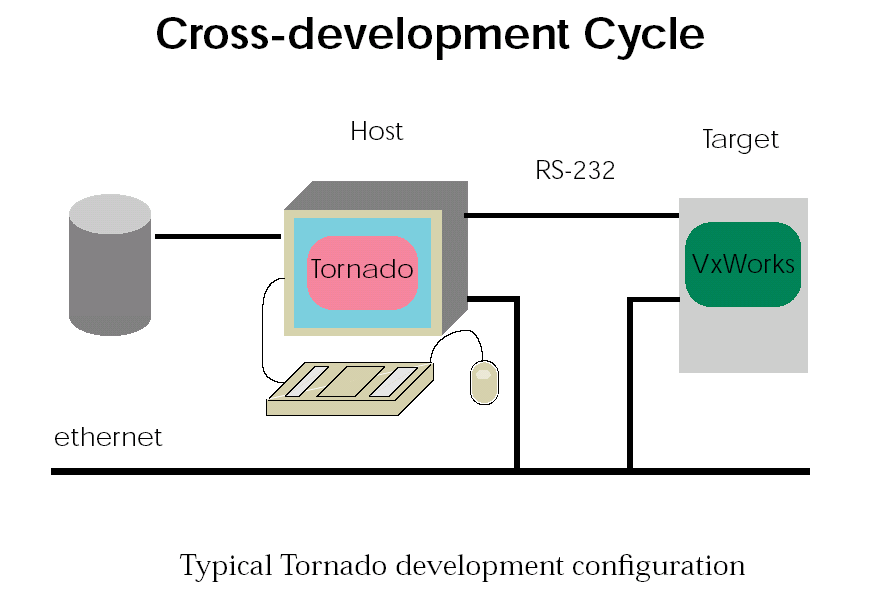 Cross-development Cycle
Host
Target
RS-232
Tornado
VxWorks
ethernet
Typical Tornado development configuration